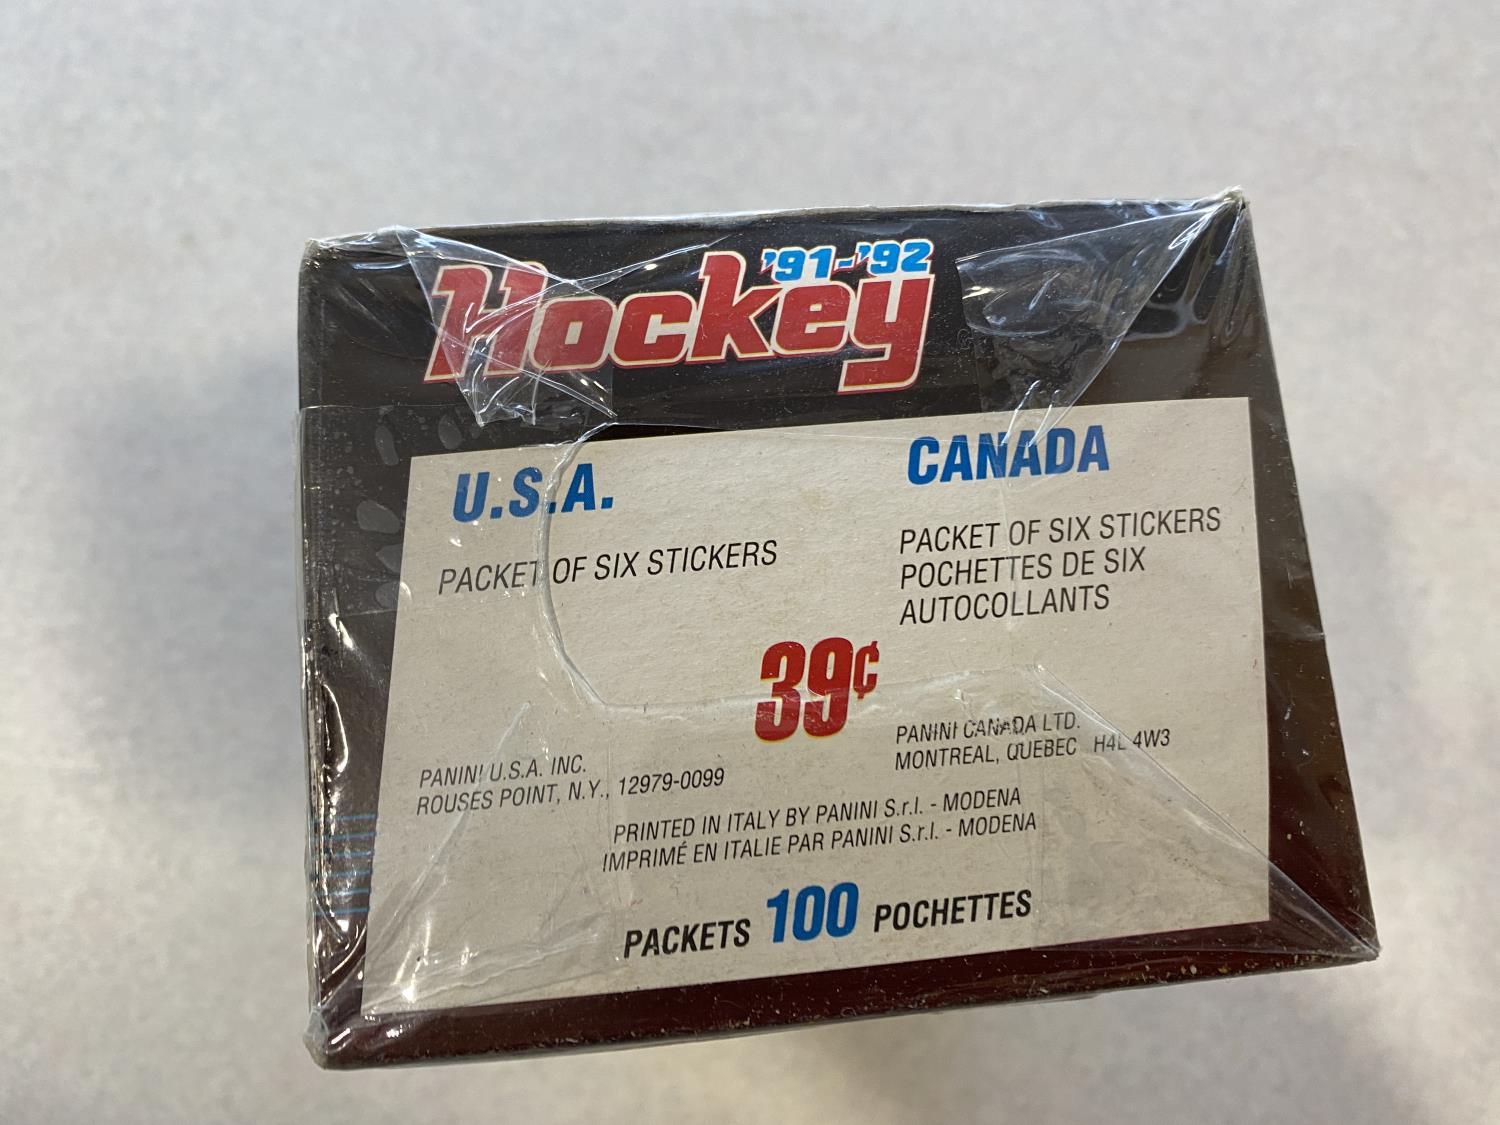 Hockey '91-'92
U.S.A.
PACKET OF SIX STICKERS
CANADA
PACKET OF SIX STICKERS
POCHETTES DE SIX
AUTOCOLLANTS
39¢
PANINI U.S.A. INC.
ROUSES POINT, N.Y., 12979-0099
PANINI CANADA LTD.
MONTREAL, QUEBEC H4L 4W3
PRINTED IN ITALY BY PANINI S.r.l. - MODENA
IMPRIMÉ EN ITALIE PAR PANINI S.r.l. - MODENA
PACKETS 100 POCHETTES